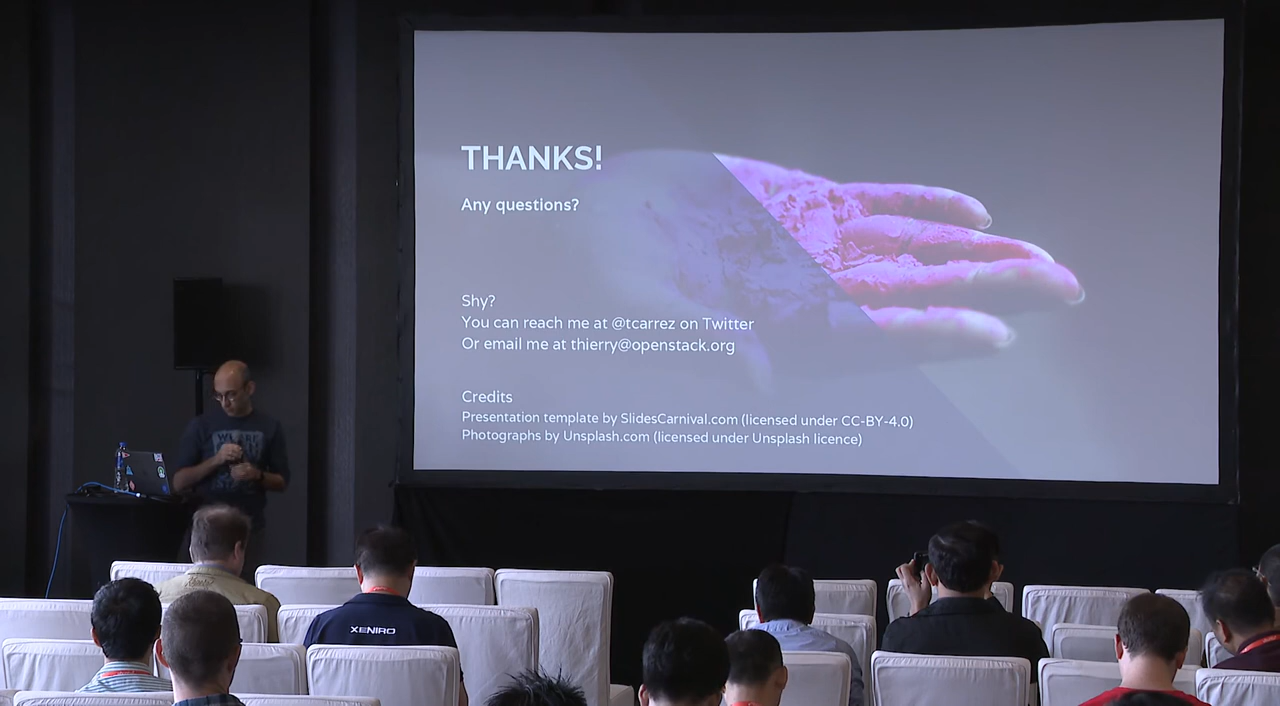 THANKS!
Any questions?
Shy?
You can reach me at @tcarrez on Twitter
Or email me at thierry@openstack.org
Credits
Presentation template by SlidesCarnival.com (licensed under CC-BY-4.0)
Photographs by Unsplash.com (licensed under Unsplash licence)
WE ARE
XENIRO